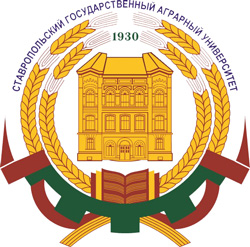 СТАВРОПОЛЬСКИЙ ГОСУДАРСТВЕННЫЙ АГРАРНЫЙ УНИВЕРСИТЕТ
1930